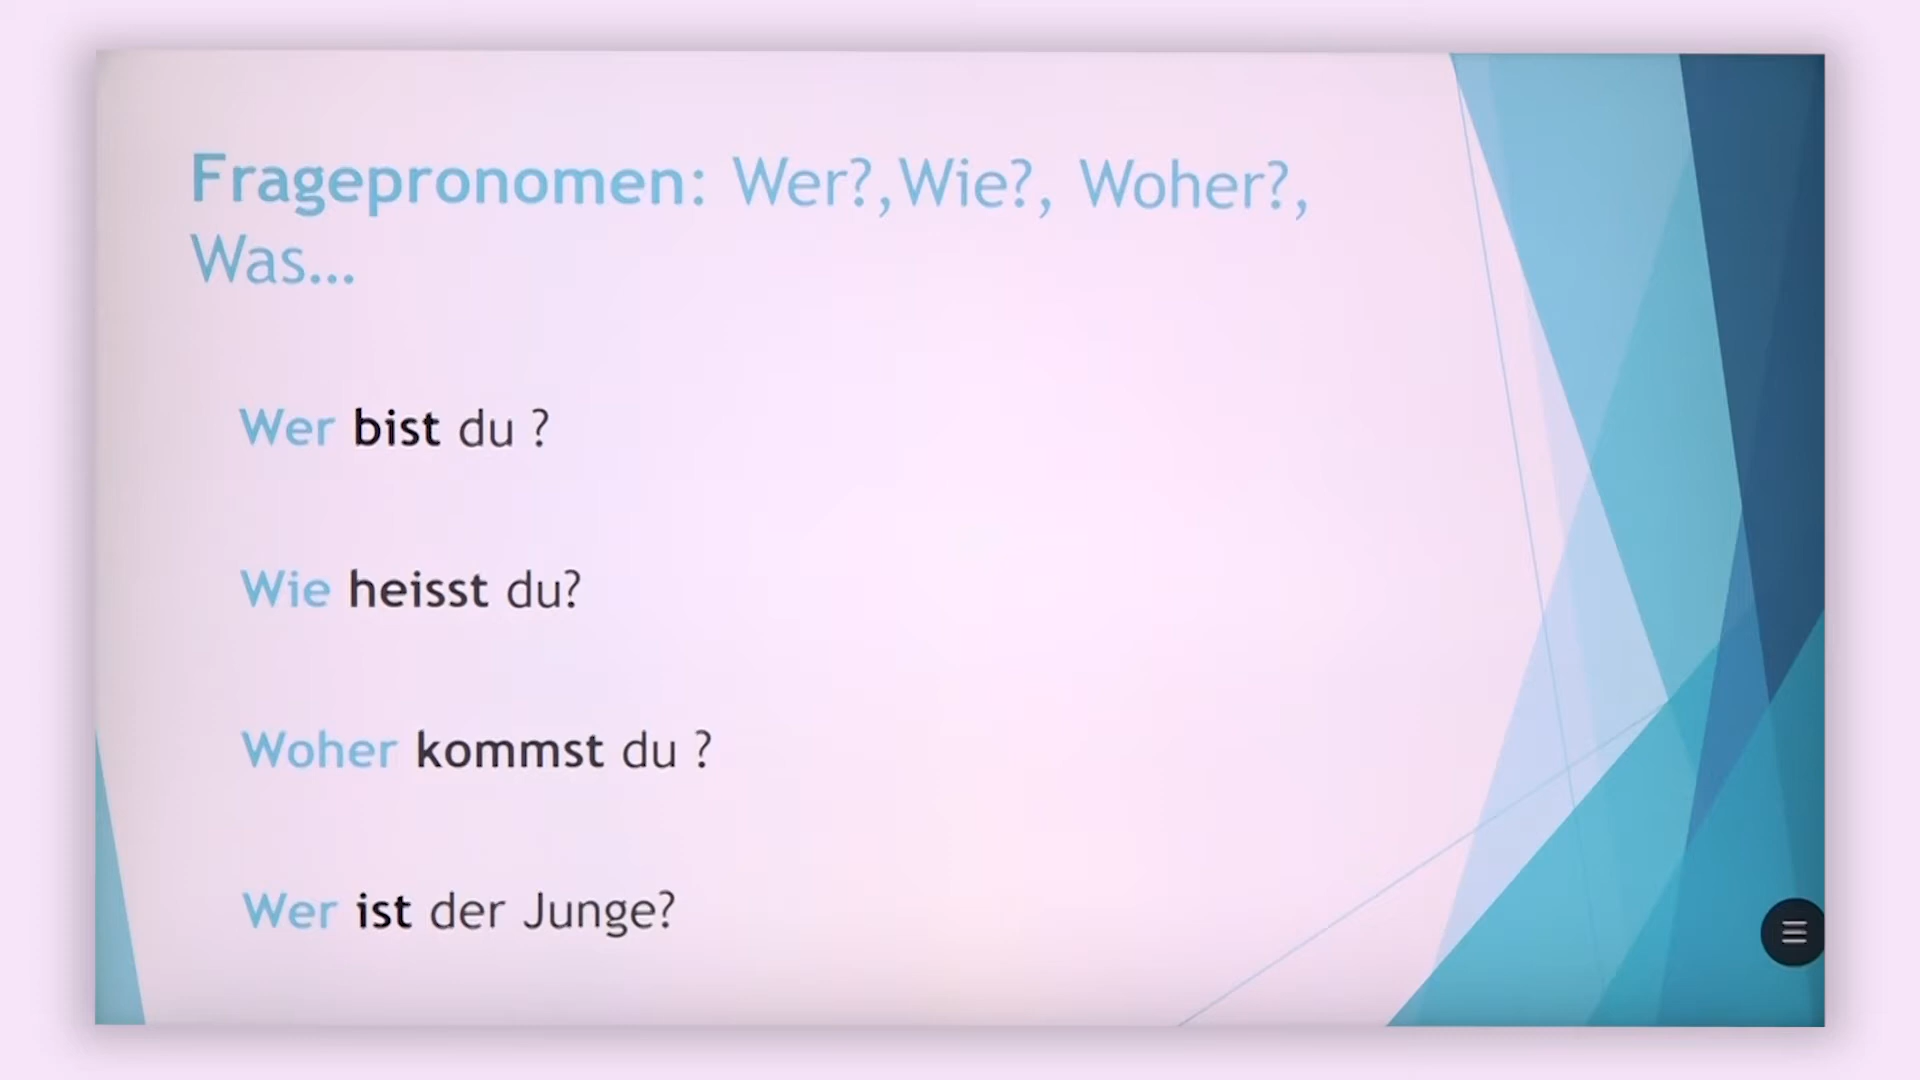 Fragepronomen: Wer?,Wie?, Woher?,
Was...
Wer bist du ?
Wie heisst du?
Woher kommst du ?
Wer ist der Junge?